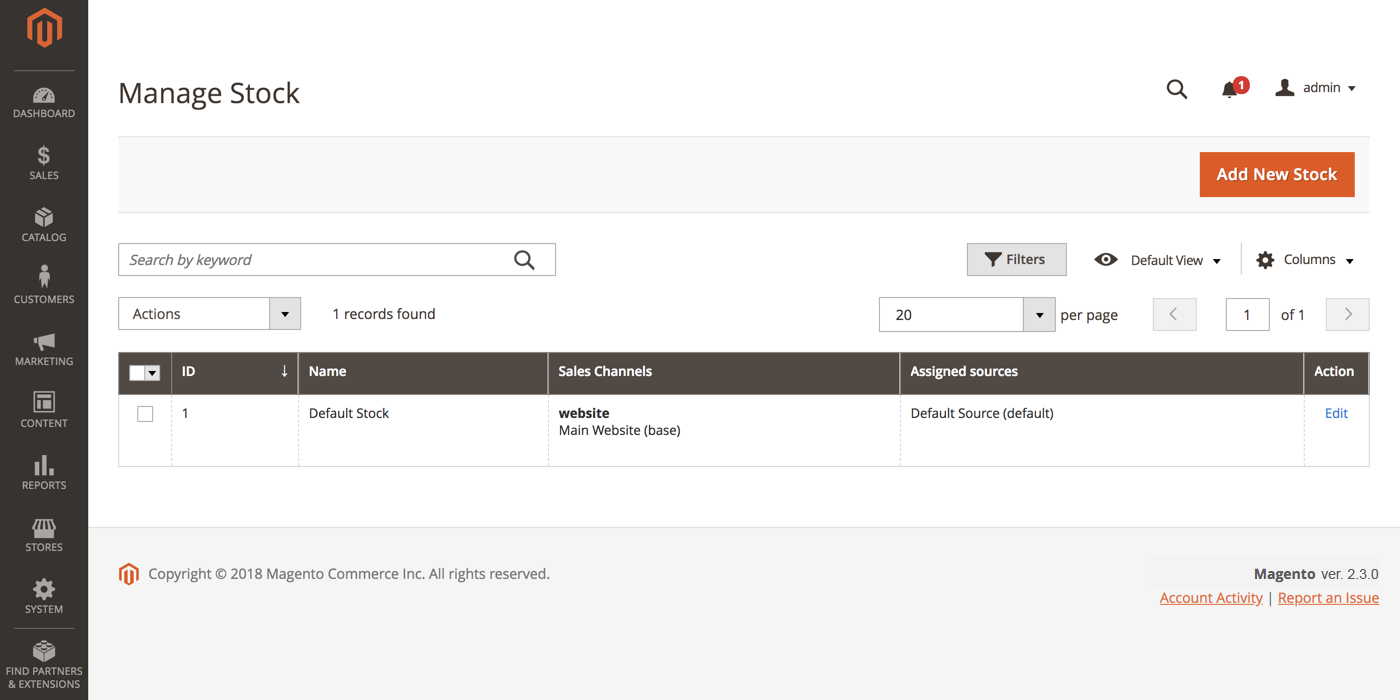 DASHBOARD
SALES
CATALOG
CUSTOMERS
MARKETING
CONTENT
REPORTS
STORES
SYSTEM
FIND PARTNERS
& EXTENSIONS
Manage Stock
1
admin
Add New Stock
Search by keyword
Filters
Default View
Columns
Actions
1 records found
20
per page
1
of 1
ID ↓ Name Sales Channels Assigned sources Action
1 Default Stock website Default Source (default) Edit
Main Website (base)
Copyright © 2018 Magento Commerce Inc. All rights reserved.
Magento ver. 2.3.0
Account Activity | Report an Issue